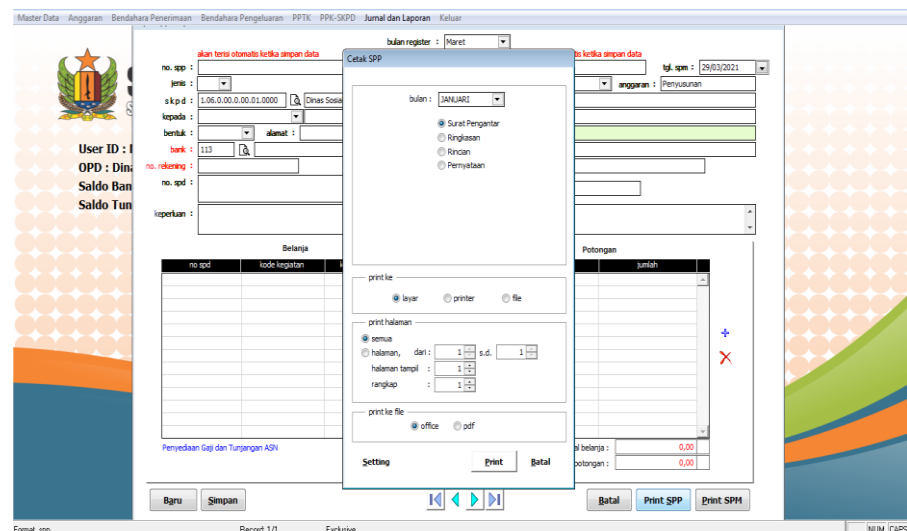 Master Data Anggaran Bendahara Penerimaan Bendahara Pengeluaran PPTK PPK-SKPD Jurnal dan Laporan Keluar
bulan register : Maret
akan terisi otomatis ketika simpan data
ketika simpan data
no. spp :
tgl. spm : 29/03/2021
jenis :
anggaran : Penyusunan
skpd : 1.06.0.00.0.00.01.0000 Dinas Sosia
kepada :
bentuk : alamat :
bank : 113
no. rekening :
no. spd :
keperluan :
User ID :
OPD : Dina
Saldo Ban
Saldo Tun
Belanja
Potongan
no spd kode kegiatan
jumlah
Penyediaan Gaji dan Tunjangan ASN
al belanja : 0,00
potongan : 0,00
Cetak SPP
bulan : JANUARI
Surat Pengantar
Ringkasan
Rincian
Pernyataan
print ke
layar printer file
print halaman
semua
halaman, dari : 1 s.d. 1
halaman tampil : 1
rangkap : 1
print ke file
office pdf
Setting Print Batal
Baru Simpan Batal Print SPP Print SPM
Format spp Record: 1/1 Exclusive NUM CAPS